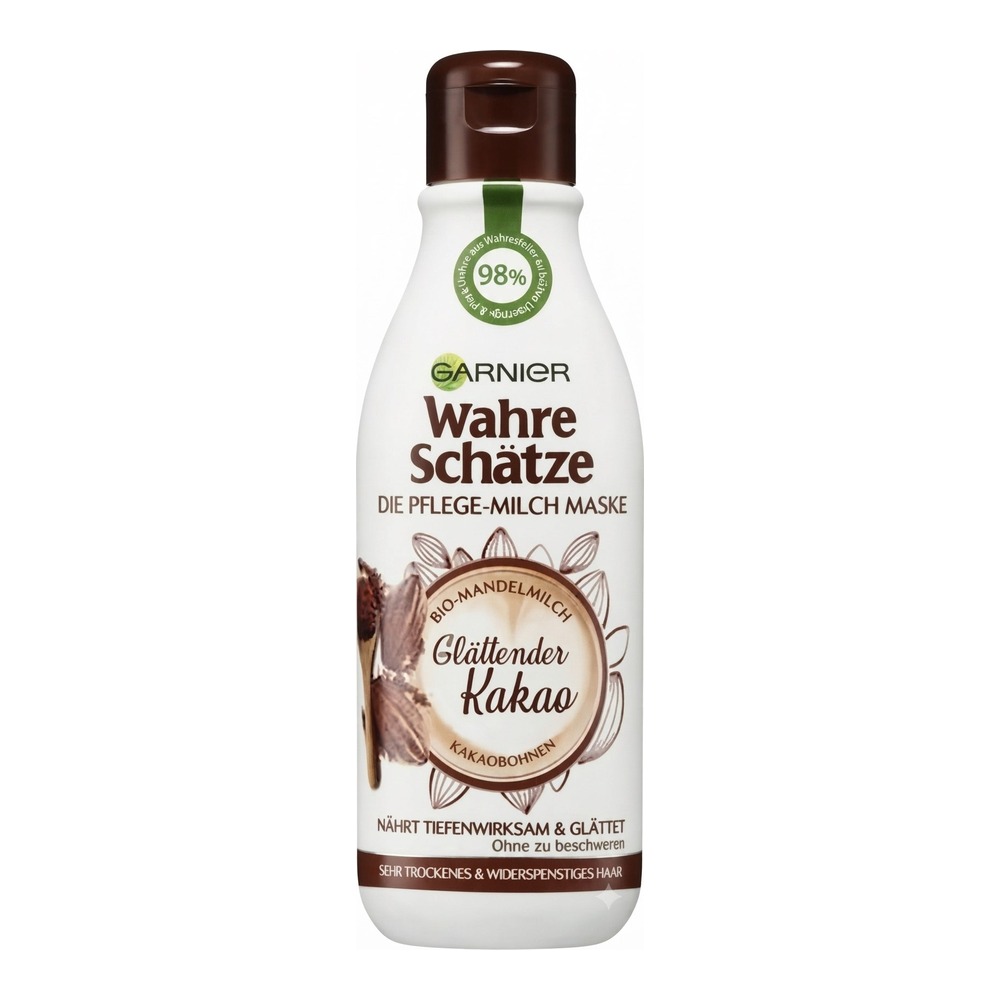 98%
GARNIER
Wahre
Schätze
DIE PFLEGE-MILCH MASKE
BIO-MANDELMILCH
Glättender
Kakao
KAKAOBOHNEN
NÄHRT TIEFENWIRKSAM & GLÄTTET
Ohne zu beschweren
SEHR TROCKENES & WIDERSPENSTIGES HAAR